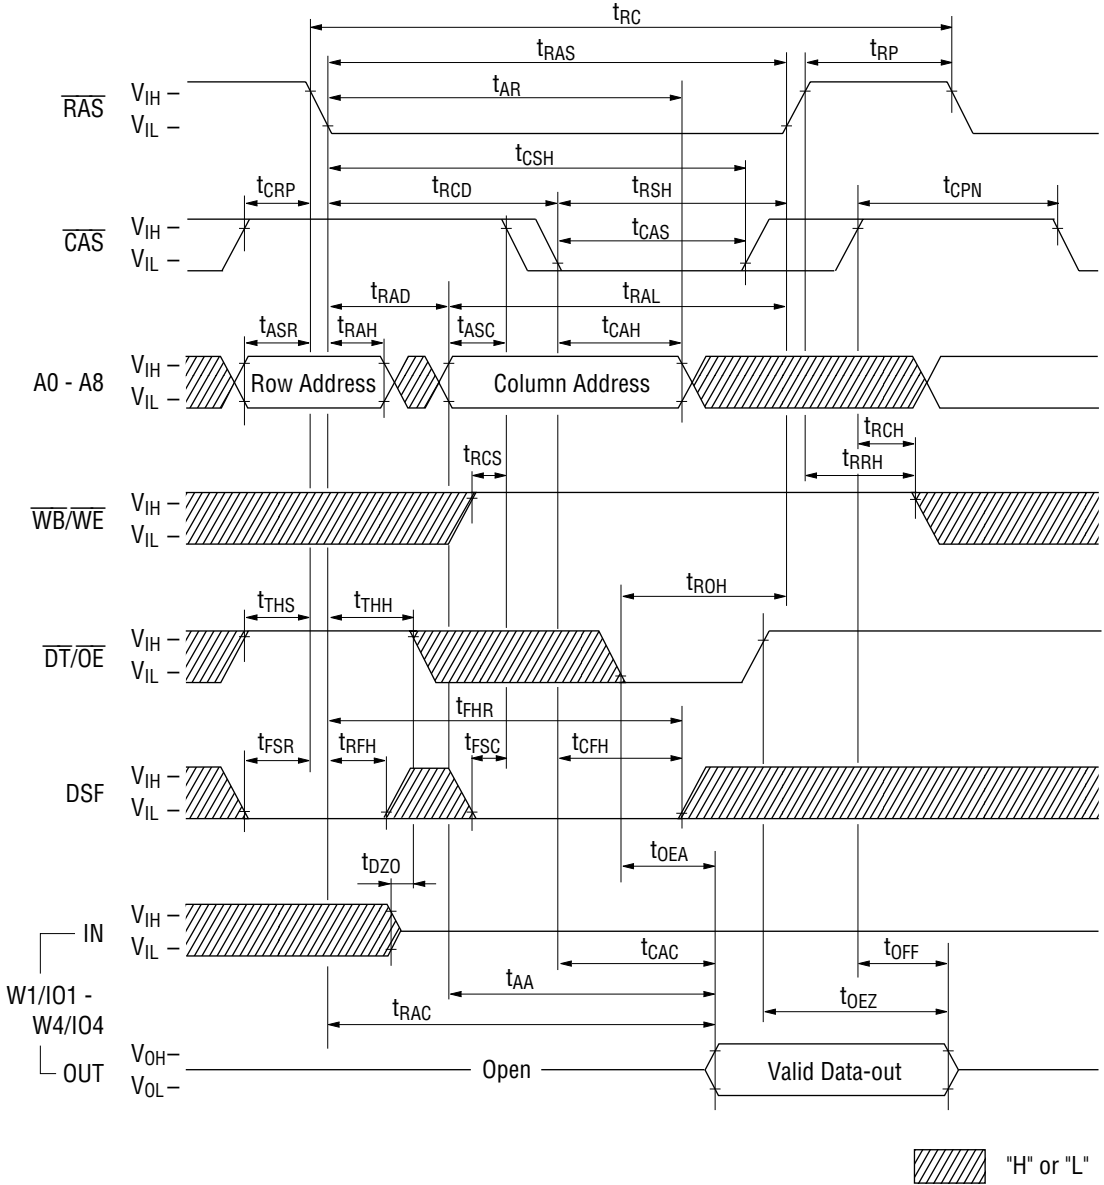 tRC
tRAS
tRP
tAR
RAS
VIH –
VIL –
tCSH
tCRP
tRCD
tRSH
tCPN
CAS
VIH –
VIL –
tCAS
tRAD
tRAL
tASR
tRAH
tASC
tCAH
A0 - A8
VIH –
VIL –
Row Address
Column Address
tRCH
tRCS
tRRH
WB/WE
VIH –
VIL –
tROH
tTHS
tTHH
DT/OE
VIH –
VIL –
tFHR
tFSR
tRFH
tFSC
tCFH
DSF
VIH –
VIL –
tOEA
tDZO
IN
VIH –
VIL –
tCAC
tOFF
tAA
tOEZ
W1/IO1 -
W4/IO4
tRAC
OUT
VOH–
VOL –
Open
Valid Data-out
"H" or "L"